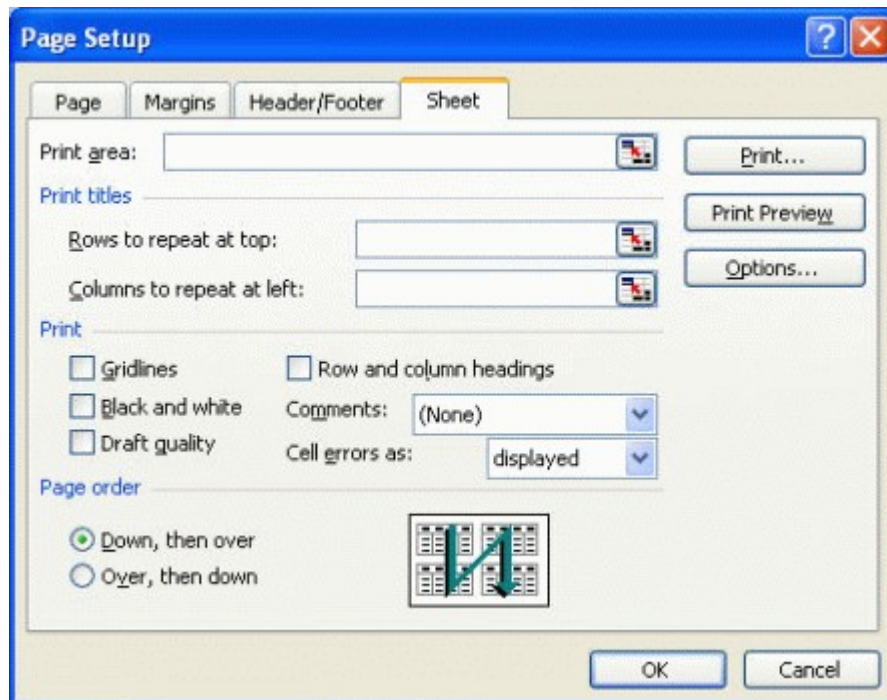 Page Setup
Page Margins Header/Footer Sheet
Print area:
Print...
Print titles
Print Preview
Rows to repeat at top:
Options...
Columns to repeat at left:
Print
Gridlines
Row and column headings
Black and white
Comments: (None)
Draft quality
Cell errors as: displayed
Page order
Down, then over
Over, then down
OK Cancel